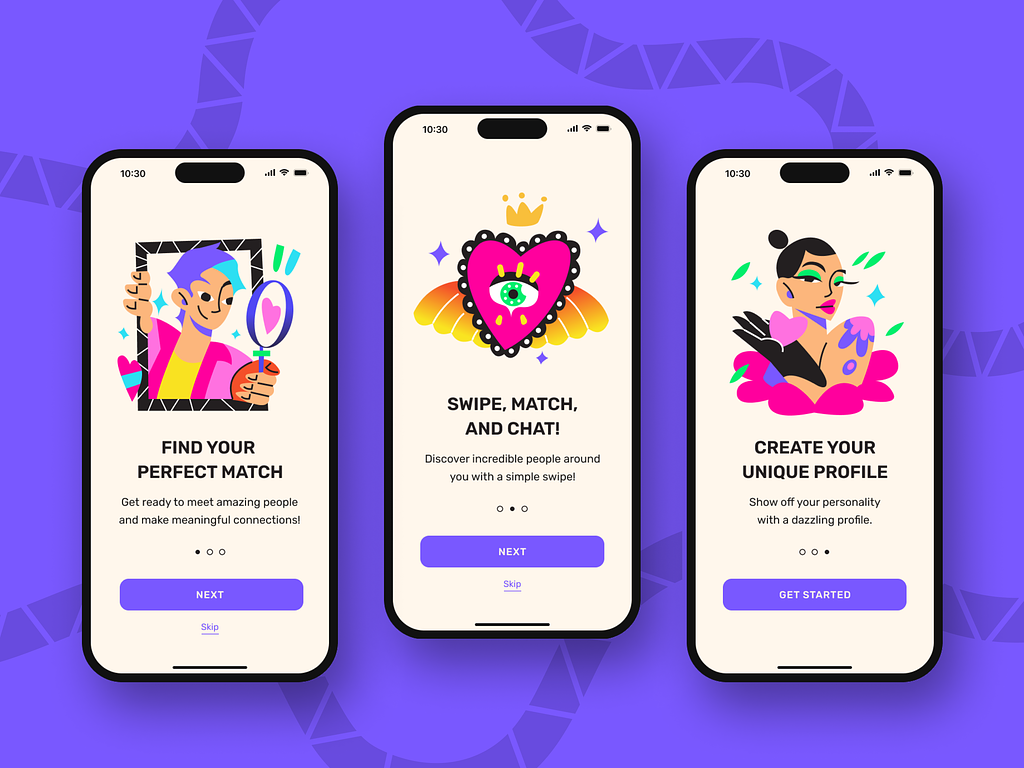 10:30
FIND YOUR
PERFECT MATCH
Get ready to meet amazing people
and make meaningful connections!
NEXT
Skip
10:30
SWIPE, MATCH,
AND CHAT!
Discover incredible people around
you with a simple swipe!
NEXT
Skip
10:30
CREATE YOUR
UNIQUE PROFILE
Show off your personality
with a dazzling profile.
GET STARTED